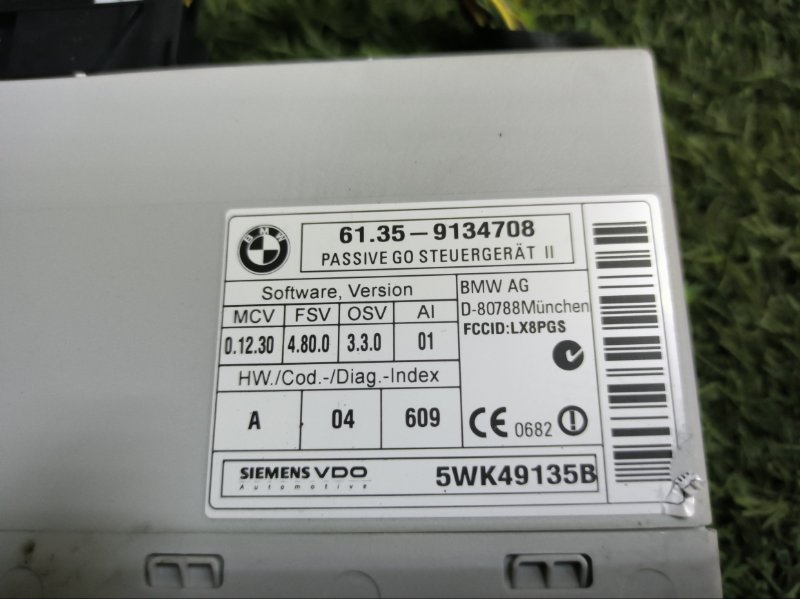 BMW
61.35-9134708
PASSIVE GO STEUERGERÄT II
Software, Version
MCV FSV OSV AI
0.12.30 4.80.0 3.3.0 01
HW./Cod.-/Diag.-Index
A 04 609
BMW AG
D-80788München
FCCID:LX8PGS
CE 0682
SIEMENS VDO
Automotive
5WK49135B